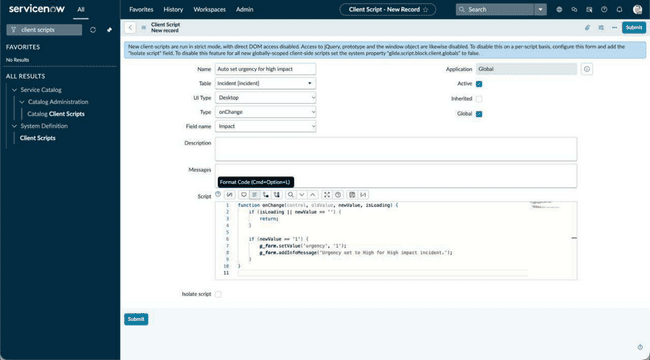 servicenow
All
Favorites
History
Workspaces
Admin
Client Script - New Record
Search
client scripts
FAVORITES
No Results
ALL RESULTS
Service Catalog
Catalog Administration
Catalog Client Scripts
System Definition
Client Scripts
Client Script
New record
Submit
New client-scripts are run in strict mode, with direct DOM access disabled. Access to jQuery, prototype and the window object are likewise disabled. To disable this on a per-script basis, configure this form and add the
"Isolate script" field. To disable this feature for all new globally-scoped client-side scripts set the system property "glide.script.block.client.globals" to false.
Name
Auto set urgency for high impact
Application
Global
Table
Incident [incident]
Active
UI Type
Desktop
Inherited
Type
onChange
Global
Field name
Impact
Description
Messages
Format Code (Cmd+Option+L)
Script
1 function onChange(control, oldValue, newValue, isLoading) {
2 if (isLoading || newValue == '') {
3 return;
4 }
5
6 if (newValue == '1') {
7 g_form.setValue('urgency', '1');
8 g_form.addInfoMessage('Urgency set to High for High impact incident.');
9 }
10 }
11
Isolate script
Submit